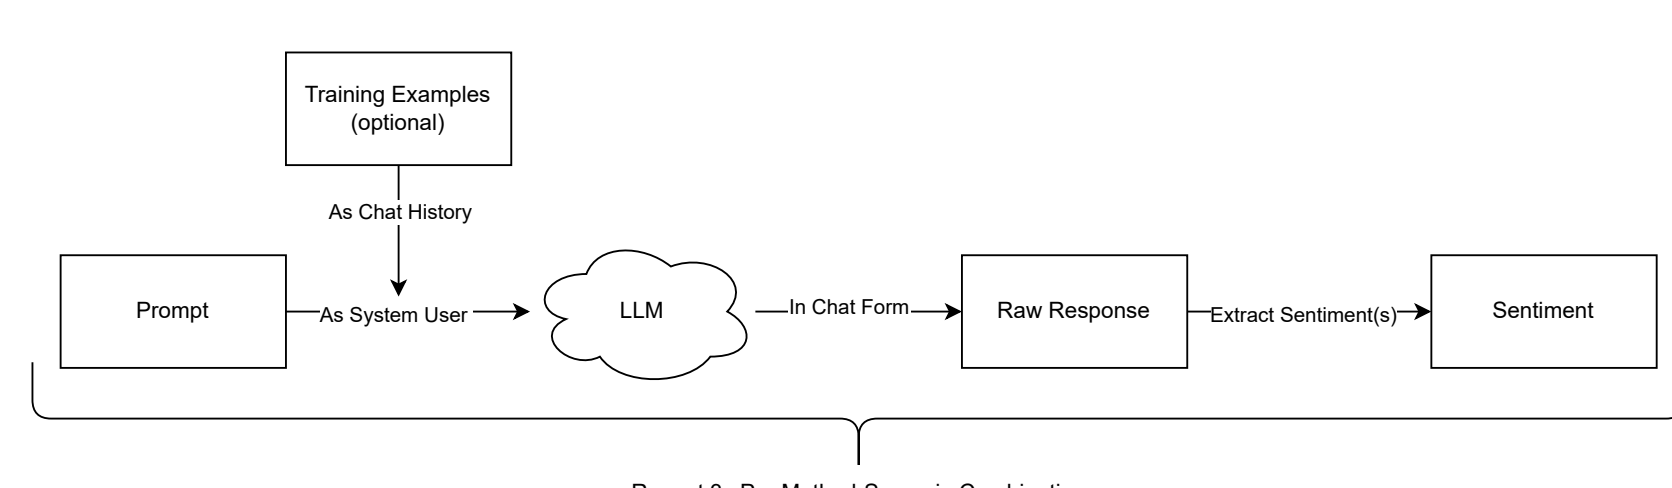 Training Examples
(optional)
As Chat History
Prompt
As System User
LLM
In Chat Form
Raw Response
Extract Sentiment(s)
Sentiment